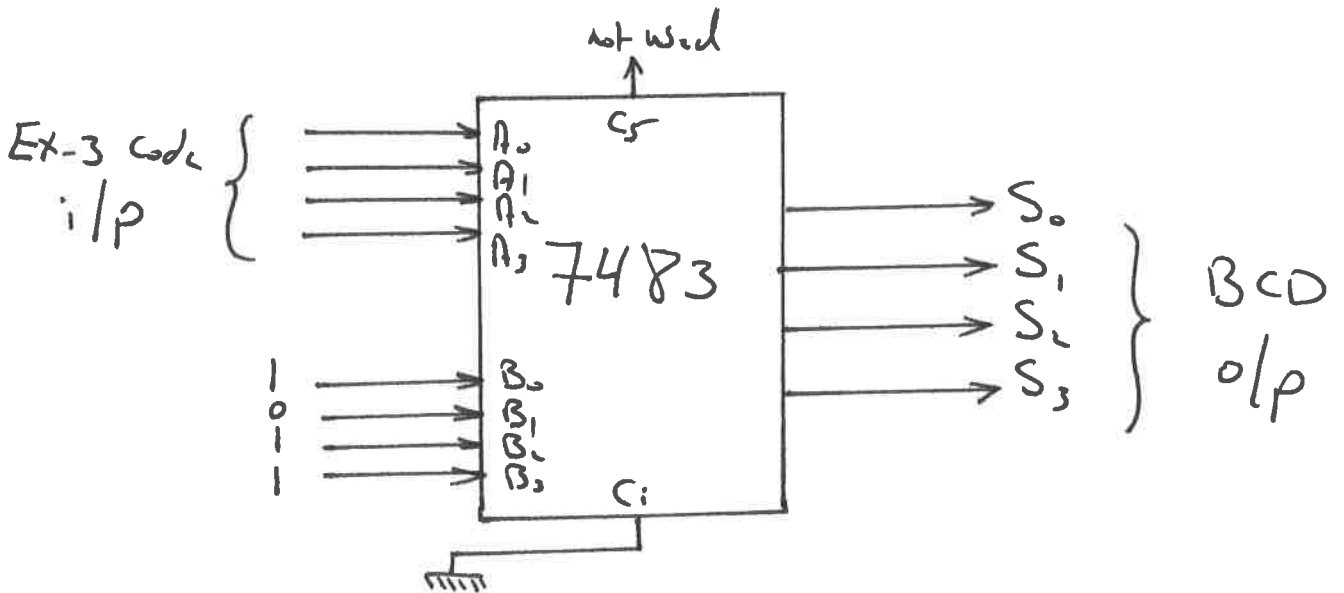 not used
C5
Ex-3 Code
i/p
A0
A1
A2
A3
7483
1 B0
0 B1
1 B2
1 B3
Ci
S0
S1
S2
S3
BCD
o/p